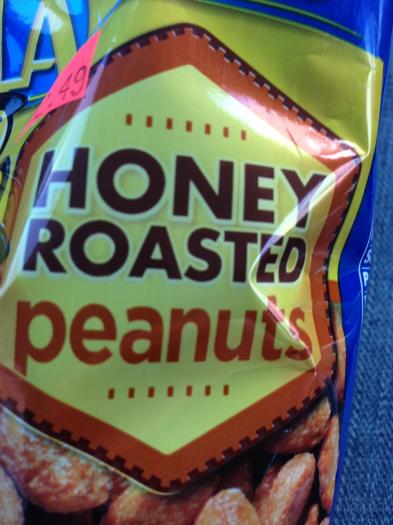 .49
HONEY
ROASTED
peanuts